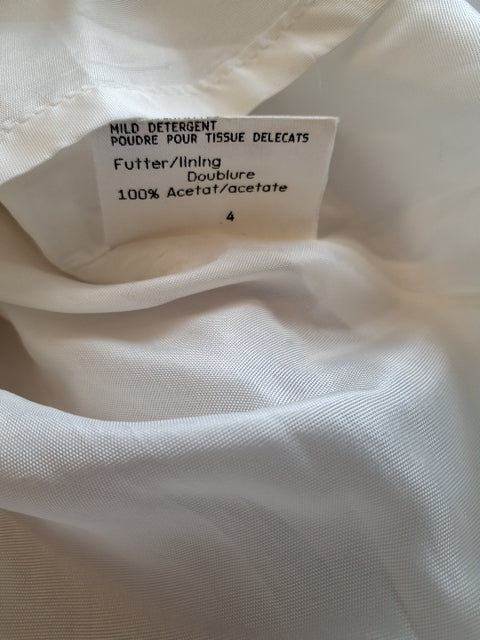 MILD DETERGENT
POUDRE POUR TISSUE DELECATS
Futter/lining
Doublure
100% Acetat/acetate
4